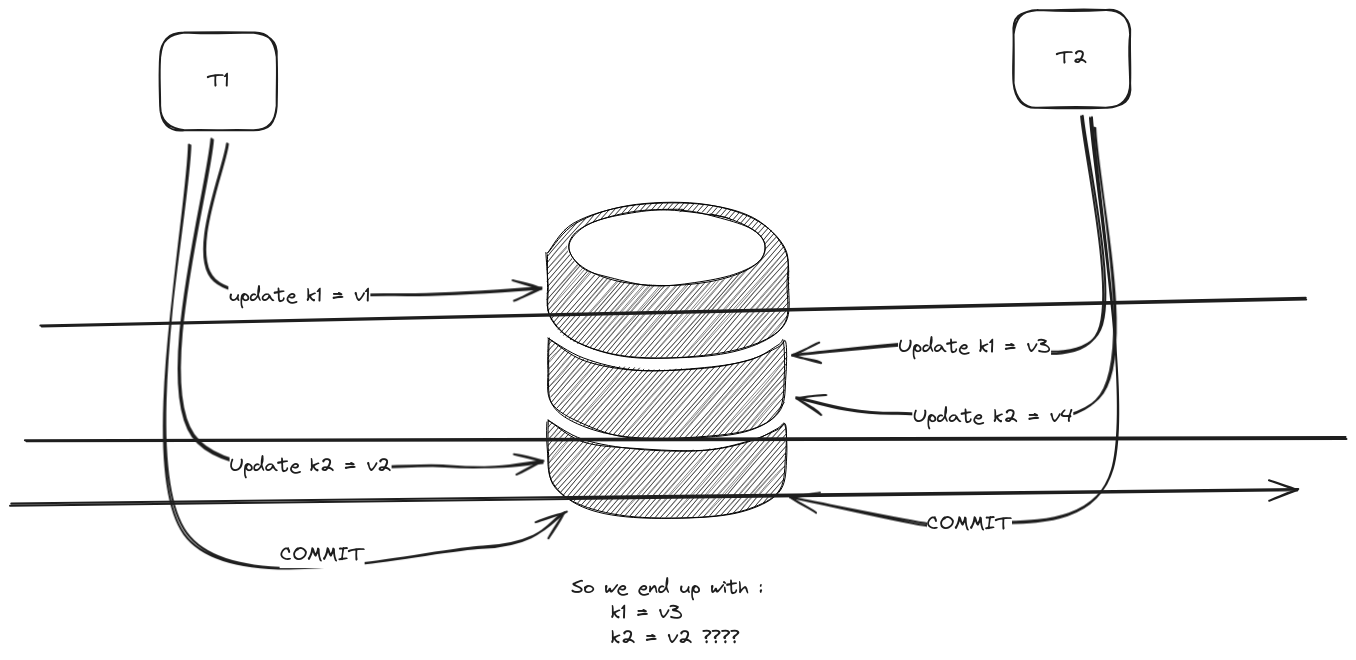 T1
T2
update k1 = v1
Update k1 = v3
Update k2 = v4
Update k2 = v2
COMMIT
COMMIT
So we end up with :
k1 = v3
k2 = v2 ????